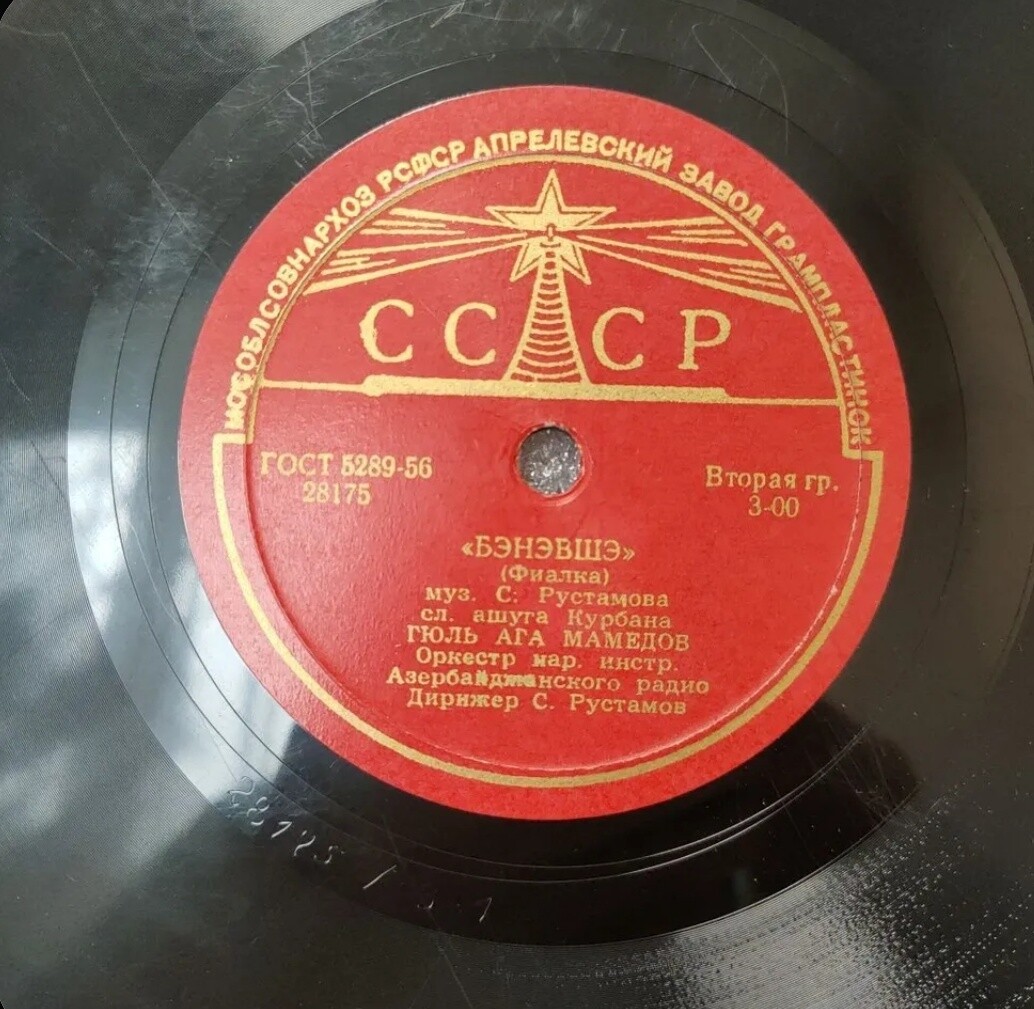 МОСОБЛСОВНАРХОЗ РСФСР АПРЕЛЕВСКИЙ ЗАВОД ГРАМПЛАСТИНОК
СССР
ГОСТ 5289-56
28175
Вторая гр.
3-00
«БЭНЭВШЭ»
(Фиалка)
муз. С. Рустамова
сл. ашуга Курбана
ГЮЛЬ АГА МАМЕДОВ
Оркестр нар. инстр.
Азербайджанского радио
Дирижер С. Рустамов
28175 /